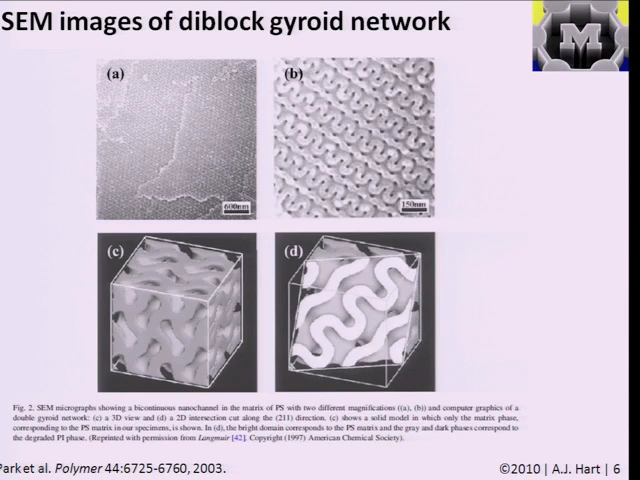 SEM images of diblock gyroid network
M
(a)
(b)
600nm
150nm
(c)
(d)
Fig. 2. SEM micrographs showing a bicontinuous nanochannel in the matrix of PS with two different magnifications ((a), (b)) and computer graphics of a
double gyroid network: (c) a 3D view and (d) a 2D intersection cut along the (211) direction. (c) shows a solid model in which only the matrix phase,
corresponding to the PS matrix in our specimens, is shown. In (d), the bright domain corresponds to the PS matrix and the gray and dark phases correspond to
the degraded PI phase. (Reprinted with permission from Langmuir [42]. Copyright (1997) American Chemical Society).
Park et al. Polymer 44:6725-6760, 2003.
©2010 | A.J. Hart | 6